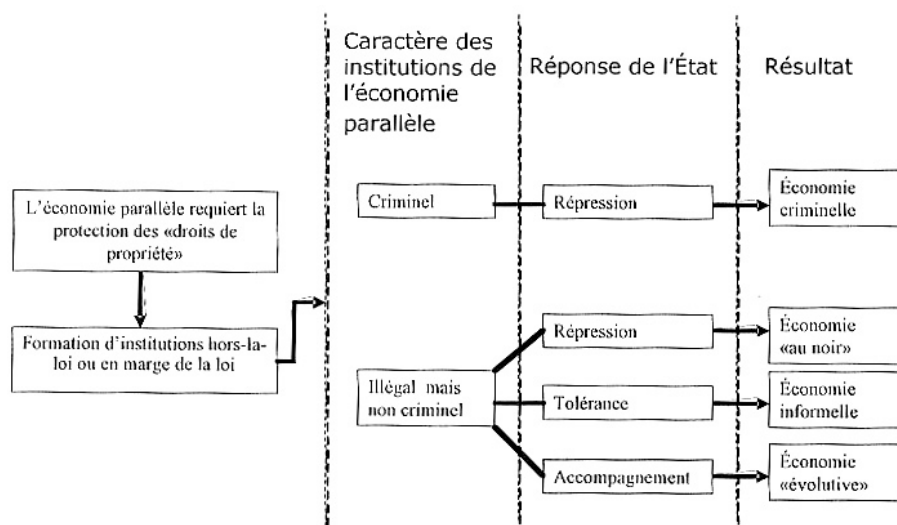 Caractère des
institutions de
l'économie
parallèle
Réponse de l'État
Résultat
L'économie parallèle requiert la
protection des «droits de
propriété»
Formation d'institutions hors-la-
loi ou en marge de la loi
Criminel
Répression
Économie
criminelle
Illégal mais
non criminel
Répression
Économie
«au noir»
Tolérance
Économie
informelle
Accompagnement
Économie
«évolutive»